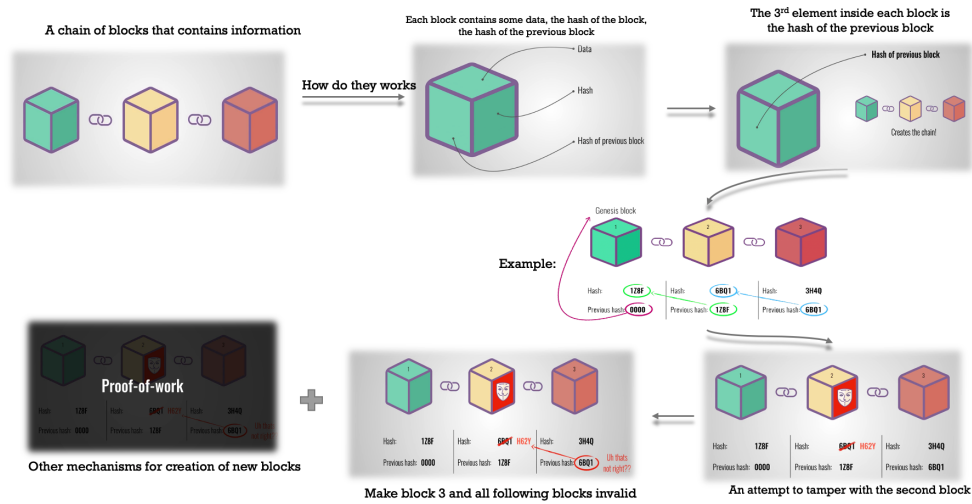 A chain of blocks that contains information
How do they works
Each block contains some data, the hash of the block,
the hash of the previous block
Data
Hash
Hash of previous block
The 3rd element inside each block is
the hash of the previous block
Hash of previous block
Creates the chain!
Example:
Genesis block
1 2 3
Hash: 1Z8F Hash: 6BQ1 Hash: 3H4Q
Previous hash: 0000 Previous hash: 1Z8F Previous hash: 6BQ1
1 2 3
Hash: 1Z8F Hash: 6BQ1 H62Y Hash: 3H4Q
Previous hash: 0000 Previous hash: 1Z8F Previous hash: 6BQ1
An attempt to tamper with the second block
1 2 3
Hash: 1Z8F Hash: 6BQ1 H62Y Hash: 3H4Q
Previous hash: 0000 Previous hash: 1Z8F Previous hash: 6BQ1
Uh thats
not right??
Make block 3 and all following blocks invalid
Proof-of-work
Hash: 1Z8F Hash: 6BQ1 H62Y Hash: 3H4Q
Previous hash: 0000 Previous hash: 1Z8F Previous hash: 6BQ1
Uh thats
not right??
Other mechanisms for creation of new blocks